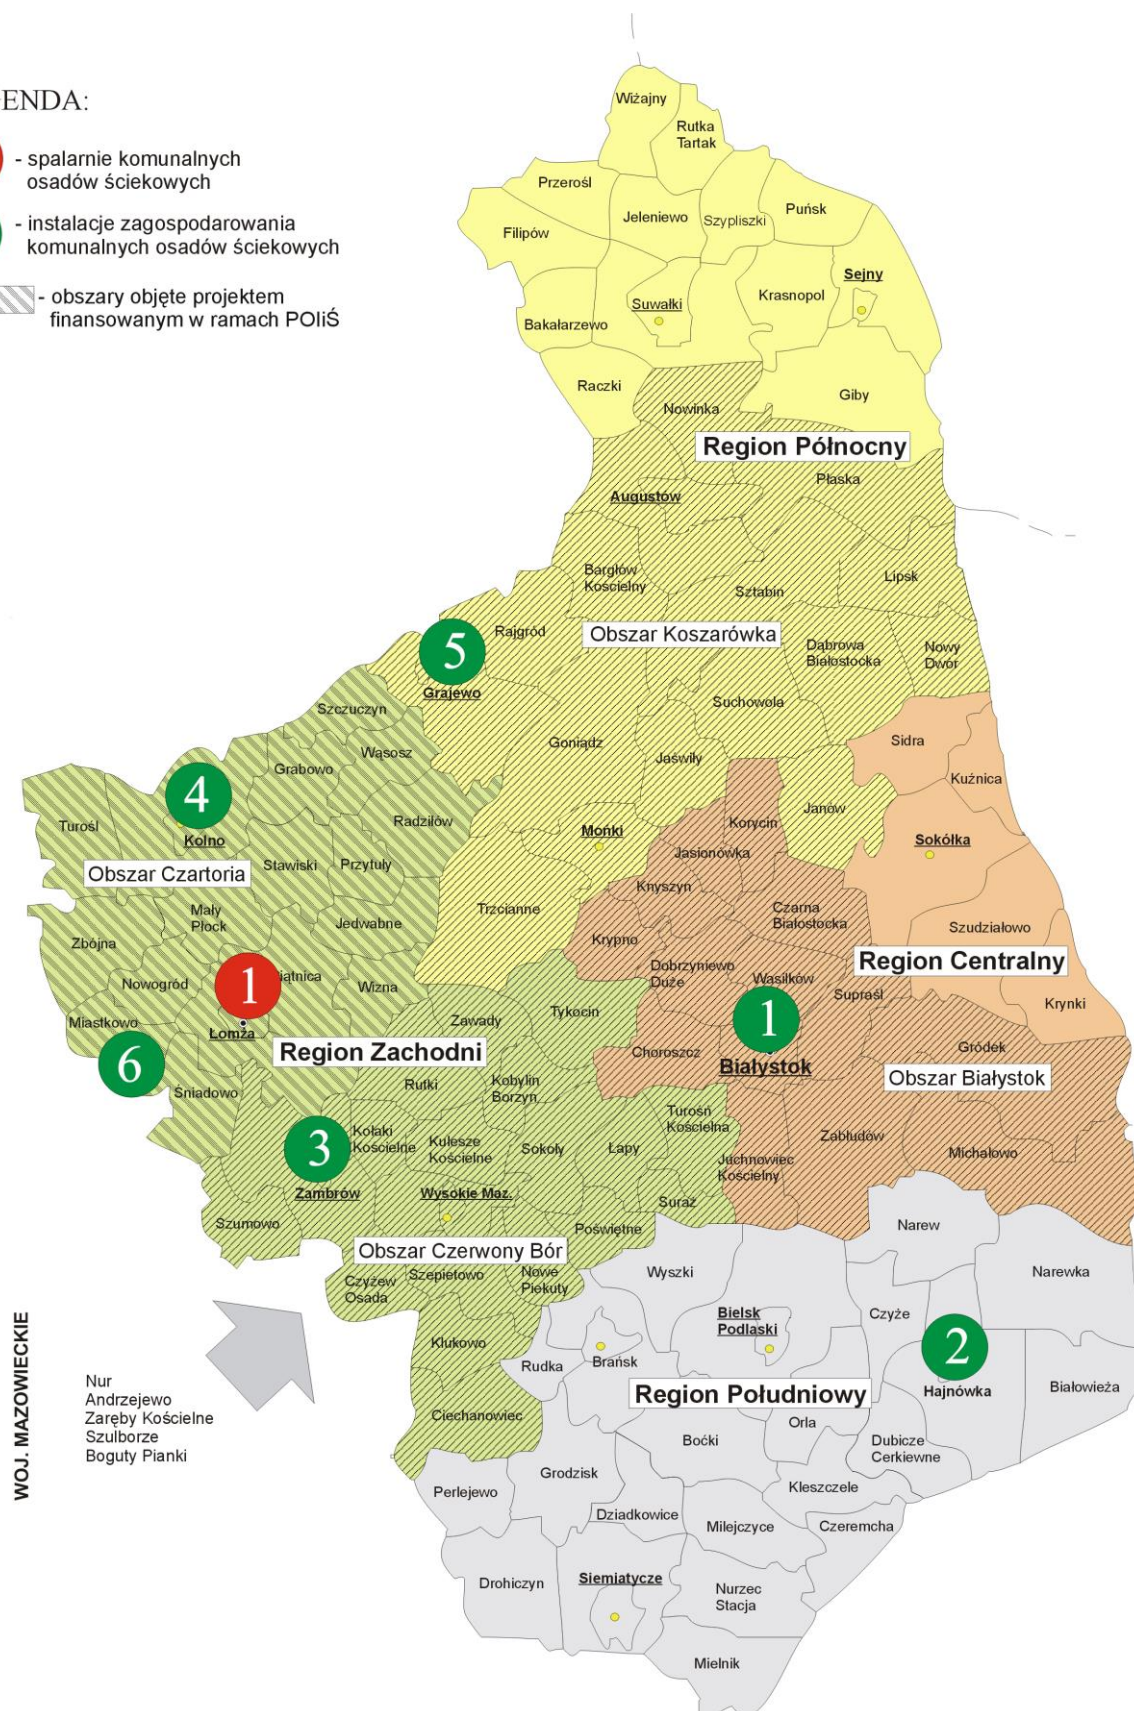 ENDA:
- spalarnie komunalnych
osadów ściekowych
- instalacje zagospodarowania
komunalnych osadów ściekowych
- obszary objęte projektem
finansowanym w ramach POIiŚ
Wiżajny
Rutka
Tartak
Przerośl
Jeleniewo
Szypliszki
Puńsk
Filipów
Sejny
Suwałki
Krasnopol
Bakałarzewo
Raczki
Giby
Nowinka
Region Północny
Płaska
Augustów
Bargłów
Kościelny
Sztabin
Lipsk
Rajgród
Obszar Koszarówka
5
Dąbrowa
Białostocka
Nowy
Dwór
Grajewo
Suchowola
Szczuczyn
Sidra
Goniądz
Wąsosz
Jaświły
Grabowo
Kuźnica
4
Turośl
Radziłów
Korycin
Janów
Kolno
Mońki
Sokółka
Stawiski
Przytuły
Jasionówka
Obszar Czartoria
Knyszyn
Trzcianne
Mały
Płock
Jedwabne
Czarna
Białostocka
Zbójna
Krypno
Szudziałowo
Region Centralny
Dobrzyniewo
Duże
Wasilków
Nowogród
1
iątnica
Wizna
Supraśl
Krynki
Miastkowo
Zawady
Tykocin
1
Łomża
Gródek
Region Zachodni
Choroszcz
Białystok
Obszar Białystok
6
Śniadowo
Rutki
Kobylin
Borzyn
Turośń
Kościelna
3
Kołaki
Kościelne
Kulesze
Kościelne
Sokoły
Łapy
Zabłudów
Michałowo
Juchnowiec
Kościelny
Zambrów
Wysokie Maz.
Suraż
Szumowo
Poświętne
Narew
Obszar Czerwony Bór
Szepietowo
Nowe
Piekuty
Wyszki
Narewka
Czyżew
Osada
Bielsk
Podlaski
Czyże
Klukowo
2
Rudka
Brańsk
WOJ. MAZOWIECKIE
Nur
Andrzejewo
Zaręby Kościelne
Szulborze
Boguty Pianki
Region Południowy
Hajnówka
Białowieża
Ciechanowiec
Orla
Boćki
Dubicze
Cerkiewne
Grodzisk
Perlejewo
Kleszczele
Dziadkowice
Milejczyce
Czeremcha
Drohiczyn
Siemiatycze
Nurzec
Stacja
Mielnik